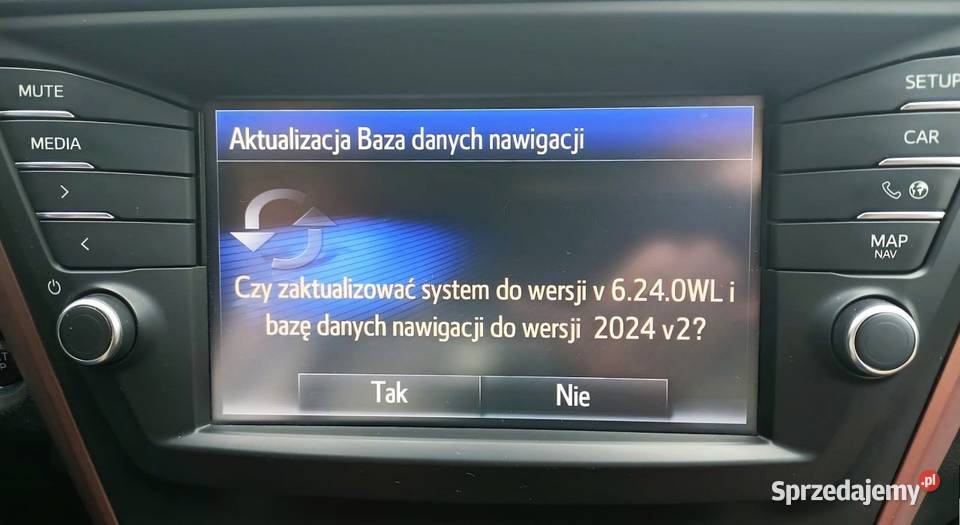 MUTE
MEDIA
SETUP
CAR
MAP
NAV
Aktualizacja Baza danych nawigacji
Czy zaktualizować system do wersji v 6.24.0WL i
bazę danych nawigacji do wersji 2024 v2?
Tak
Nie
Sprzedajemy.pl